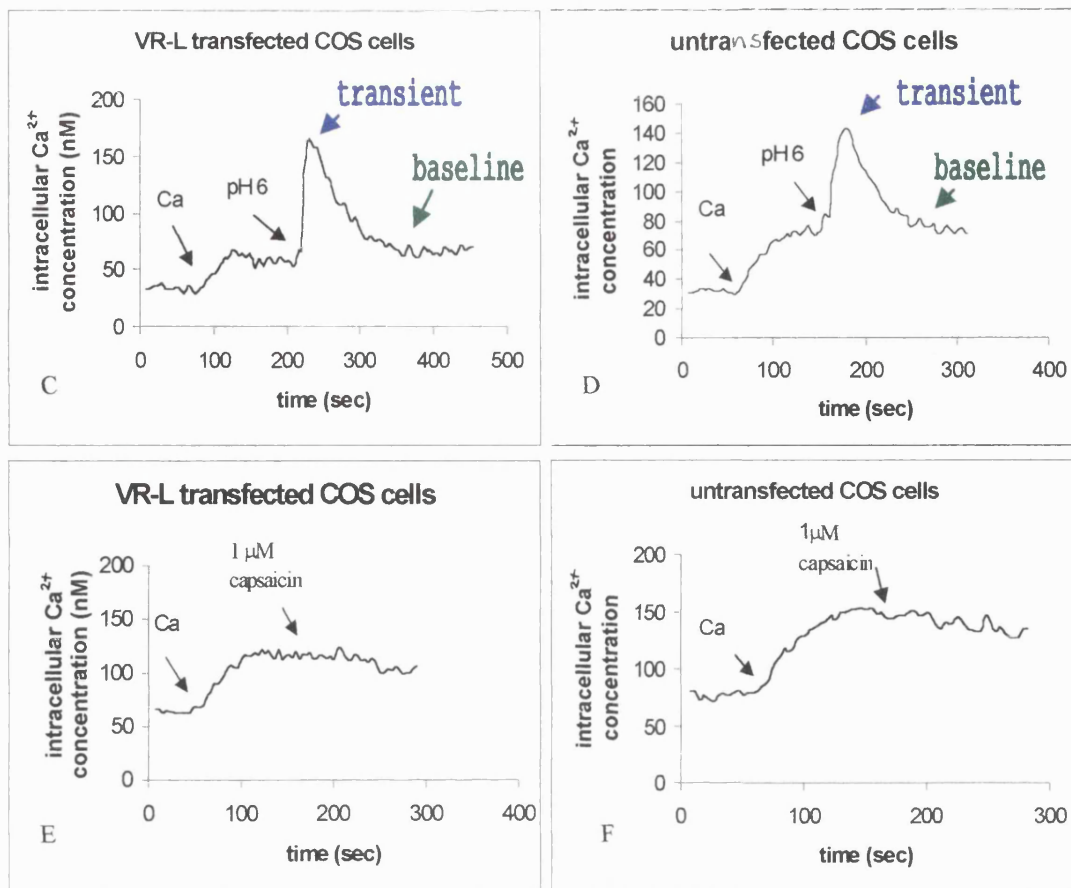 VR-L transfected COS cells
intracellular Ca²⁺
concentration (nM)
200
150
100
50
0
0 100 200 300 400 500
time (sec)
Ca
pH 6
transient
baseline
C
untransfected COS cells
intracellular Ca²⁺
concentration
160
140
120
100
80
60
40
20
0
0 100 200 300 400
time (sec)
Ca
pH 6
transient
baseline
D
VR-L transfected COS cells
intracellular Ca²⁺
concentration (nM)
200
150
100
50
0
0 100 200 300 400
time (sec)
Ca
1 µM
capsaicin
E
untransfected COS cells
intracellular Ca²⁺
concentration
200
150
100
50
0
0 100 200 300
time (sec)
Ca
1µM
capsaicin
F